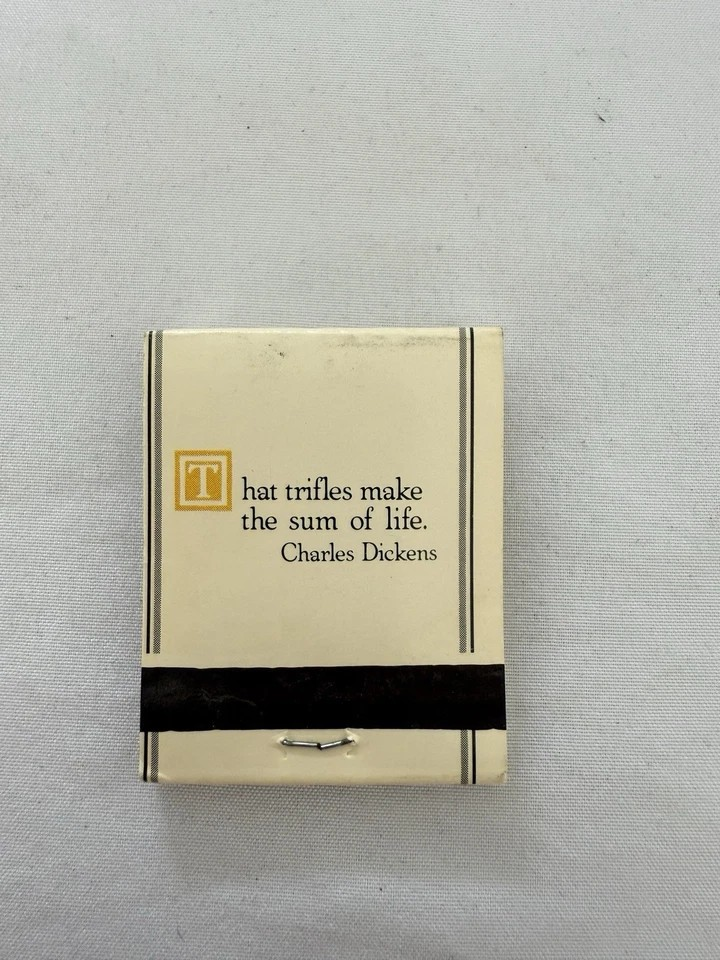 That trifles make
the sum of life.
Charles Dickens